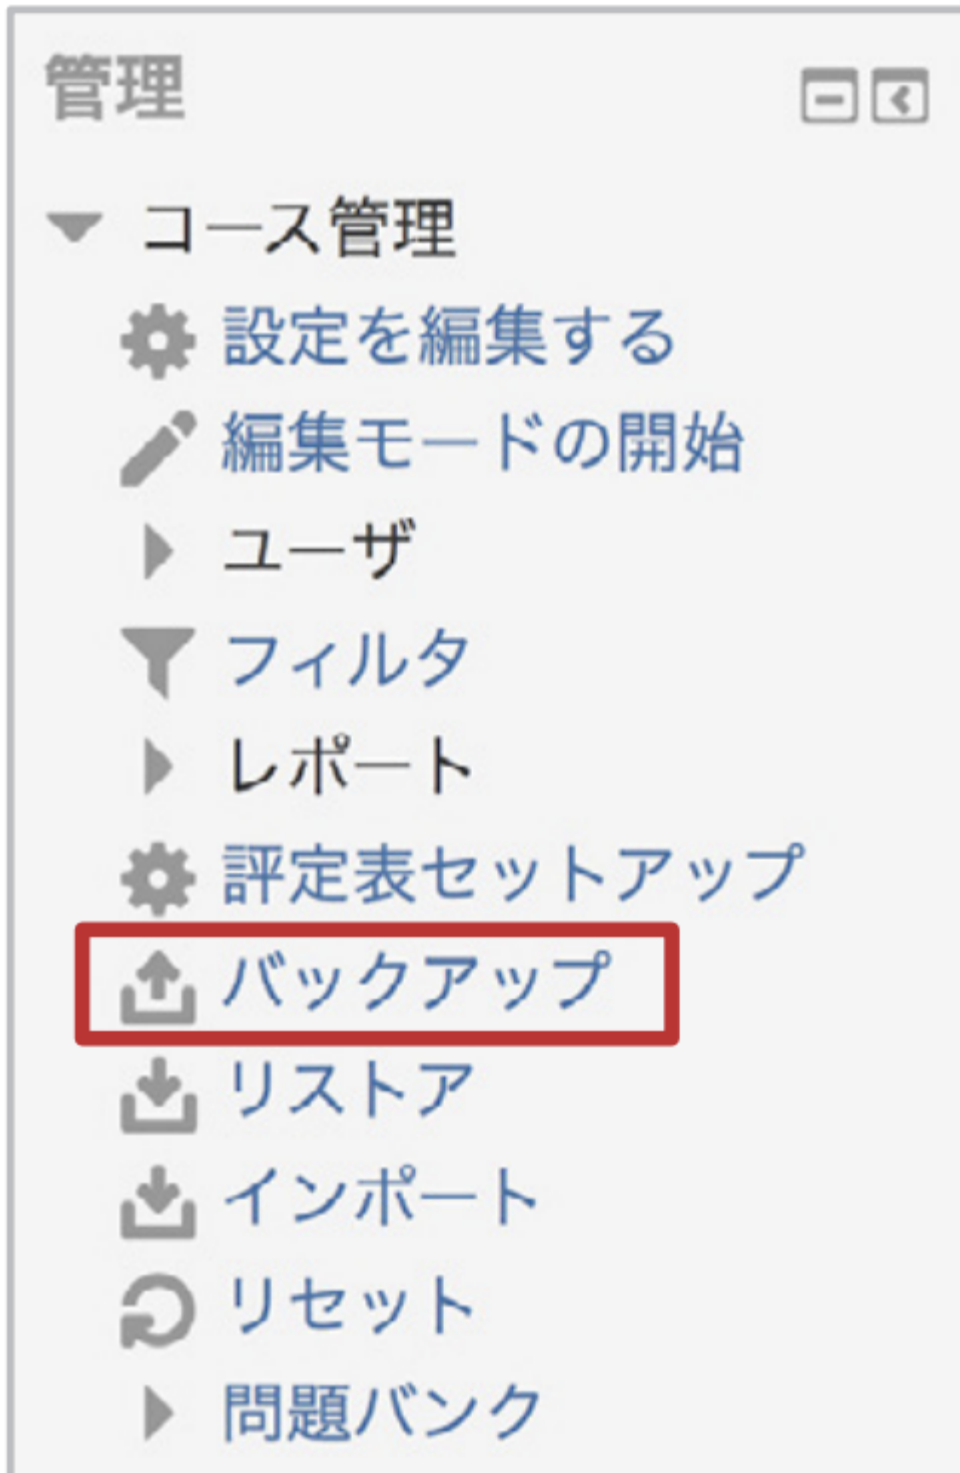 管理
コース管理
設定を編集する
編集モードの開始
ユーザ
フィルタ
レポート
評定表セットアップ
バックアップ
リストア
インポート
リセット
問題バンク